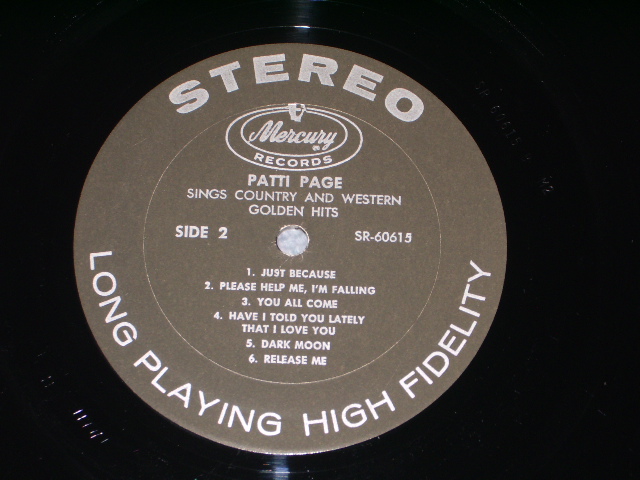 STEREO
Mercury
RECORDS
PATTI PAGE
SINGS COUNTRY AND WESTERN
GOLDEN HITS
SIDE 2
SR-60615
1. JUST BECAUSE
2. PLEASE HELP ME, I'M FALLING
3. YOU ALL COME
4. HAVE I TOLD YOU LATELY
THAT I LOVE YOU
5. DARK MOON
6. RELEASE ME
LONG PLAYING HIGH FIDELITY